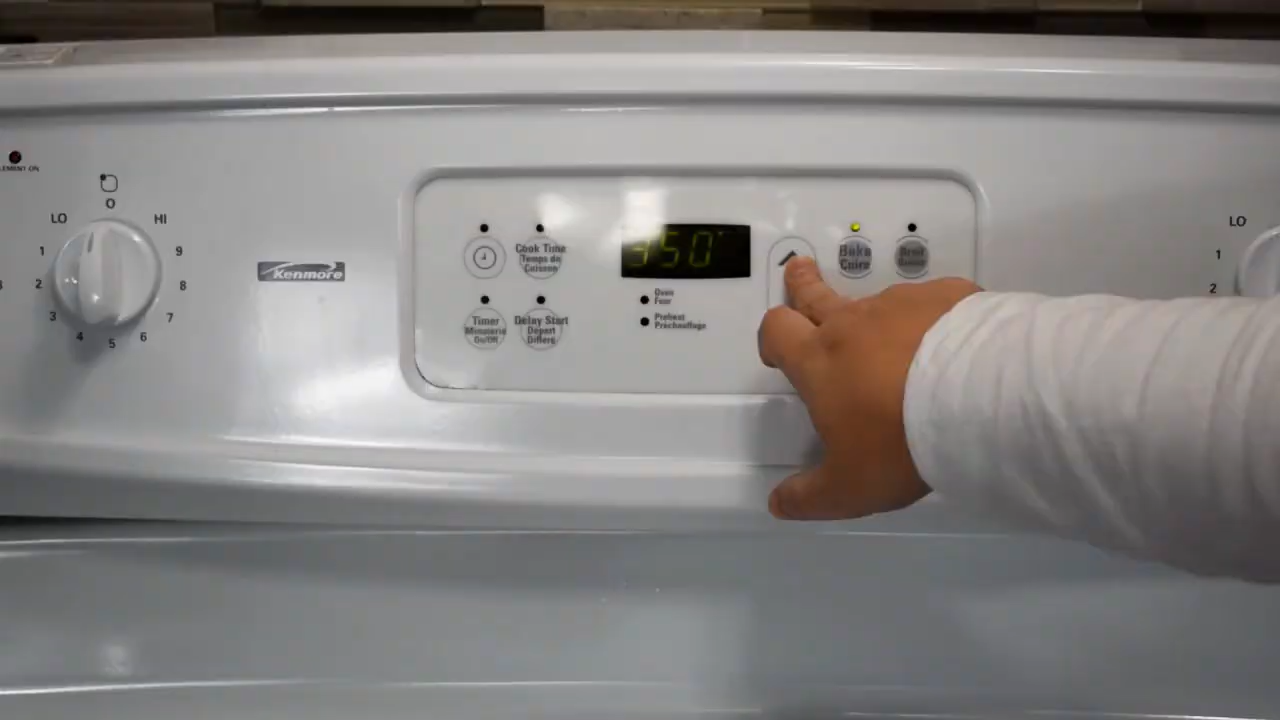 ELEMENT ON
LO
O
HI
1
9
2
8
3
7
4
5
6
Kenmore
Cook Time
Temps de
Cuisson
Timer
Minuterie
On/Off
Delay Start
Départ
Différé
350°
Oven
Four
Preheat
Préchauffage
Bake
Cuire
Broil
LO
1
2